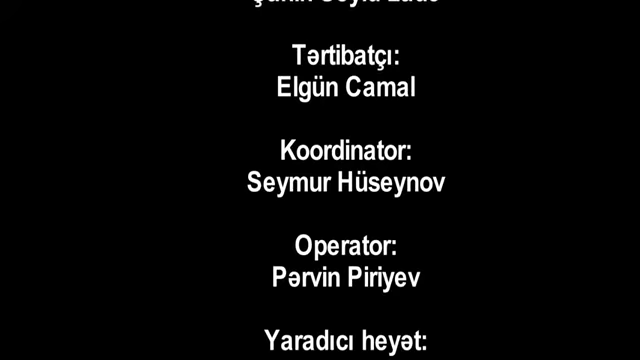 Tərtibatçı:
Elgün Camal
Koordinator:
Seymur Hüseynov
Operator:
Pərvin Piriyev
Yaradıcı heyət: